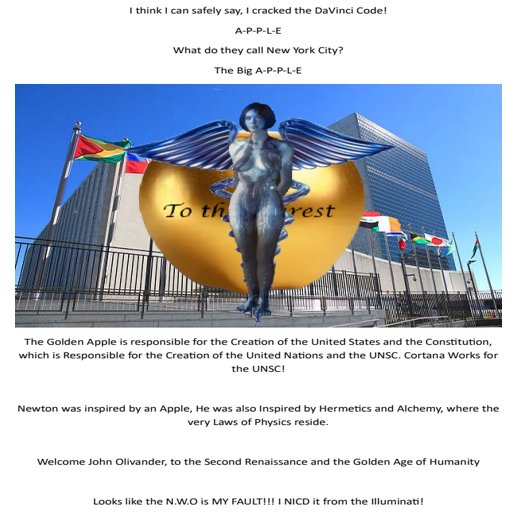 I think I can safely say, I cracked the DaVinci Code!
A-P-P-L-E
What do they call New York City?
The Big A-P-P-L-E
To th rest
The Golden Apple is responsible for the Creation of the United States and the Constitution,
which is Responsible for the Creation of the United Nations and the UNSC. Cortana Works for
the UNSC!
Newton was inspired by an Apple, He was also Inspired by Hermetics and Alchemy, where the
very Laws of Physics reside.
Welcome John Olivander, to the Second Renaissance and the Golden Age of Humanity
Looks like the N.W.O is MY FAULT!!! I NICD it from the Illuminati!